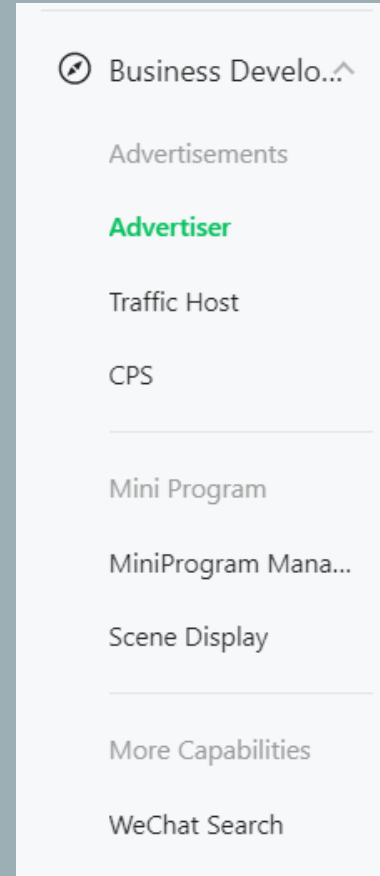 Business Develo...
Advertisements
Advertiser
Traffic Host
CPS
Mini Program
MiniProgram Mana...
Scene Display
More Capabilities
WeChat Search